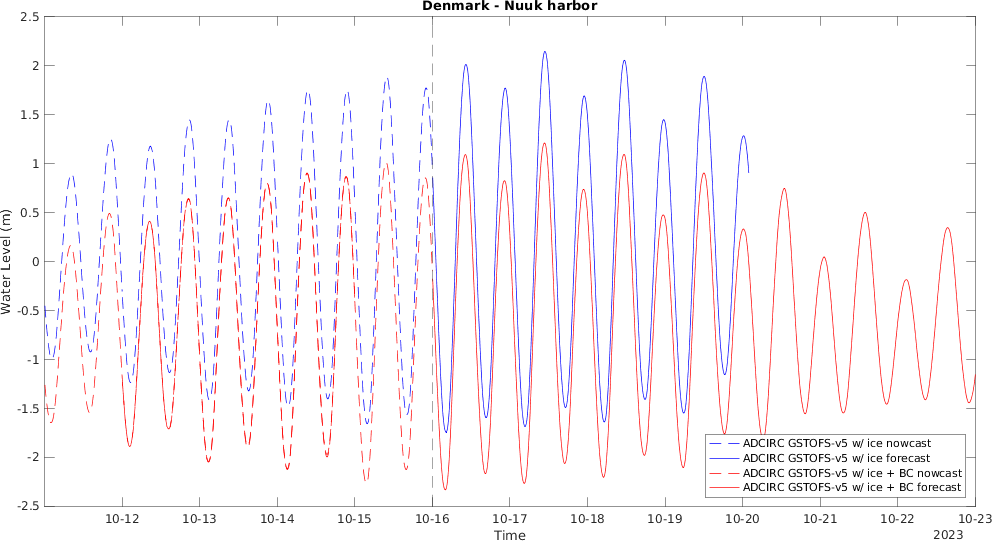 Denmark - Nuuk harbor
2.5
2
1.5
1
0.5
0
-0.5
-1
-1.5
-2
-2.5
Water Level (m)
ADCIRC GSTOFS-v5 w/ ice nowcast
ADCIRC GSTOFS-v5 w/ ice forecast
ADCIRC GSTOFS-v5 w/ ice + BC nowcast
ADCIRC GSTOFS-v5 w/ ice + BC forecast
10-12 10-13 10-14 10-15 10-16 10-17 10-18 10-19 10-20 10-21 10-22 10-23
Time
2023